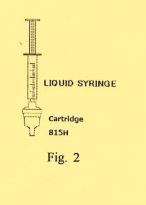 LIQUID SYRINGE
Cartridge
815H
Fig. 2